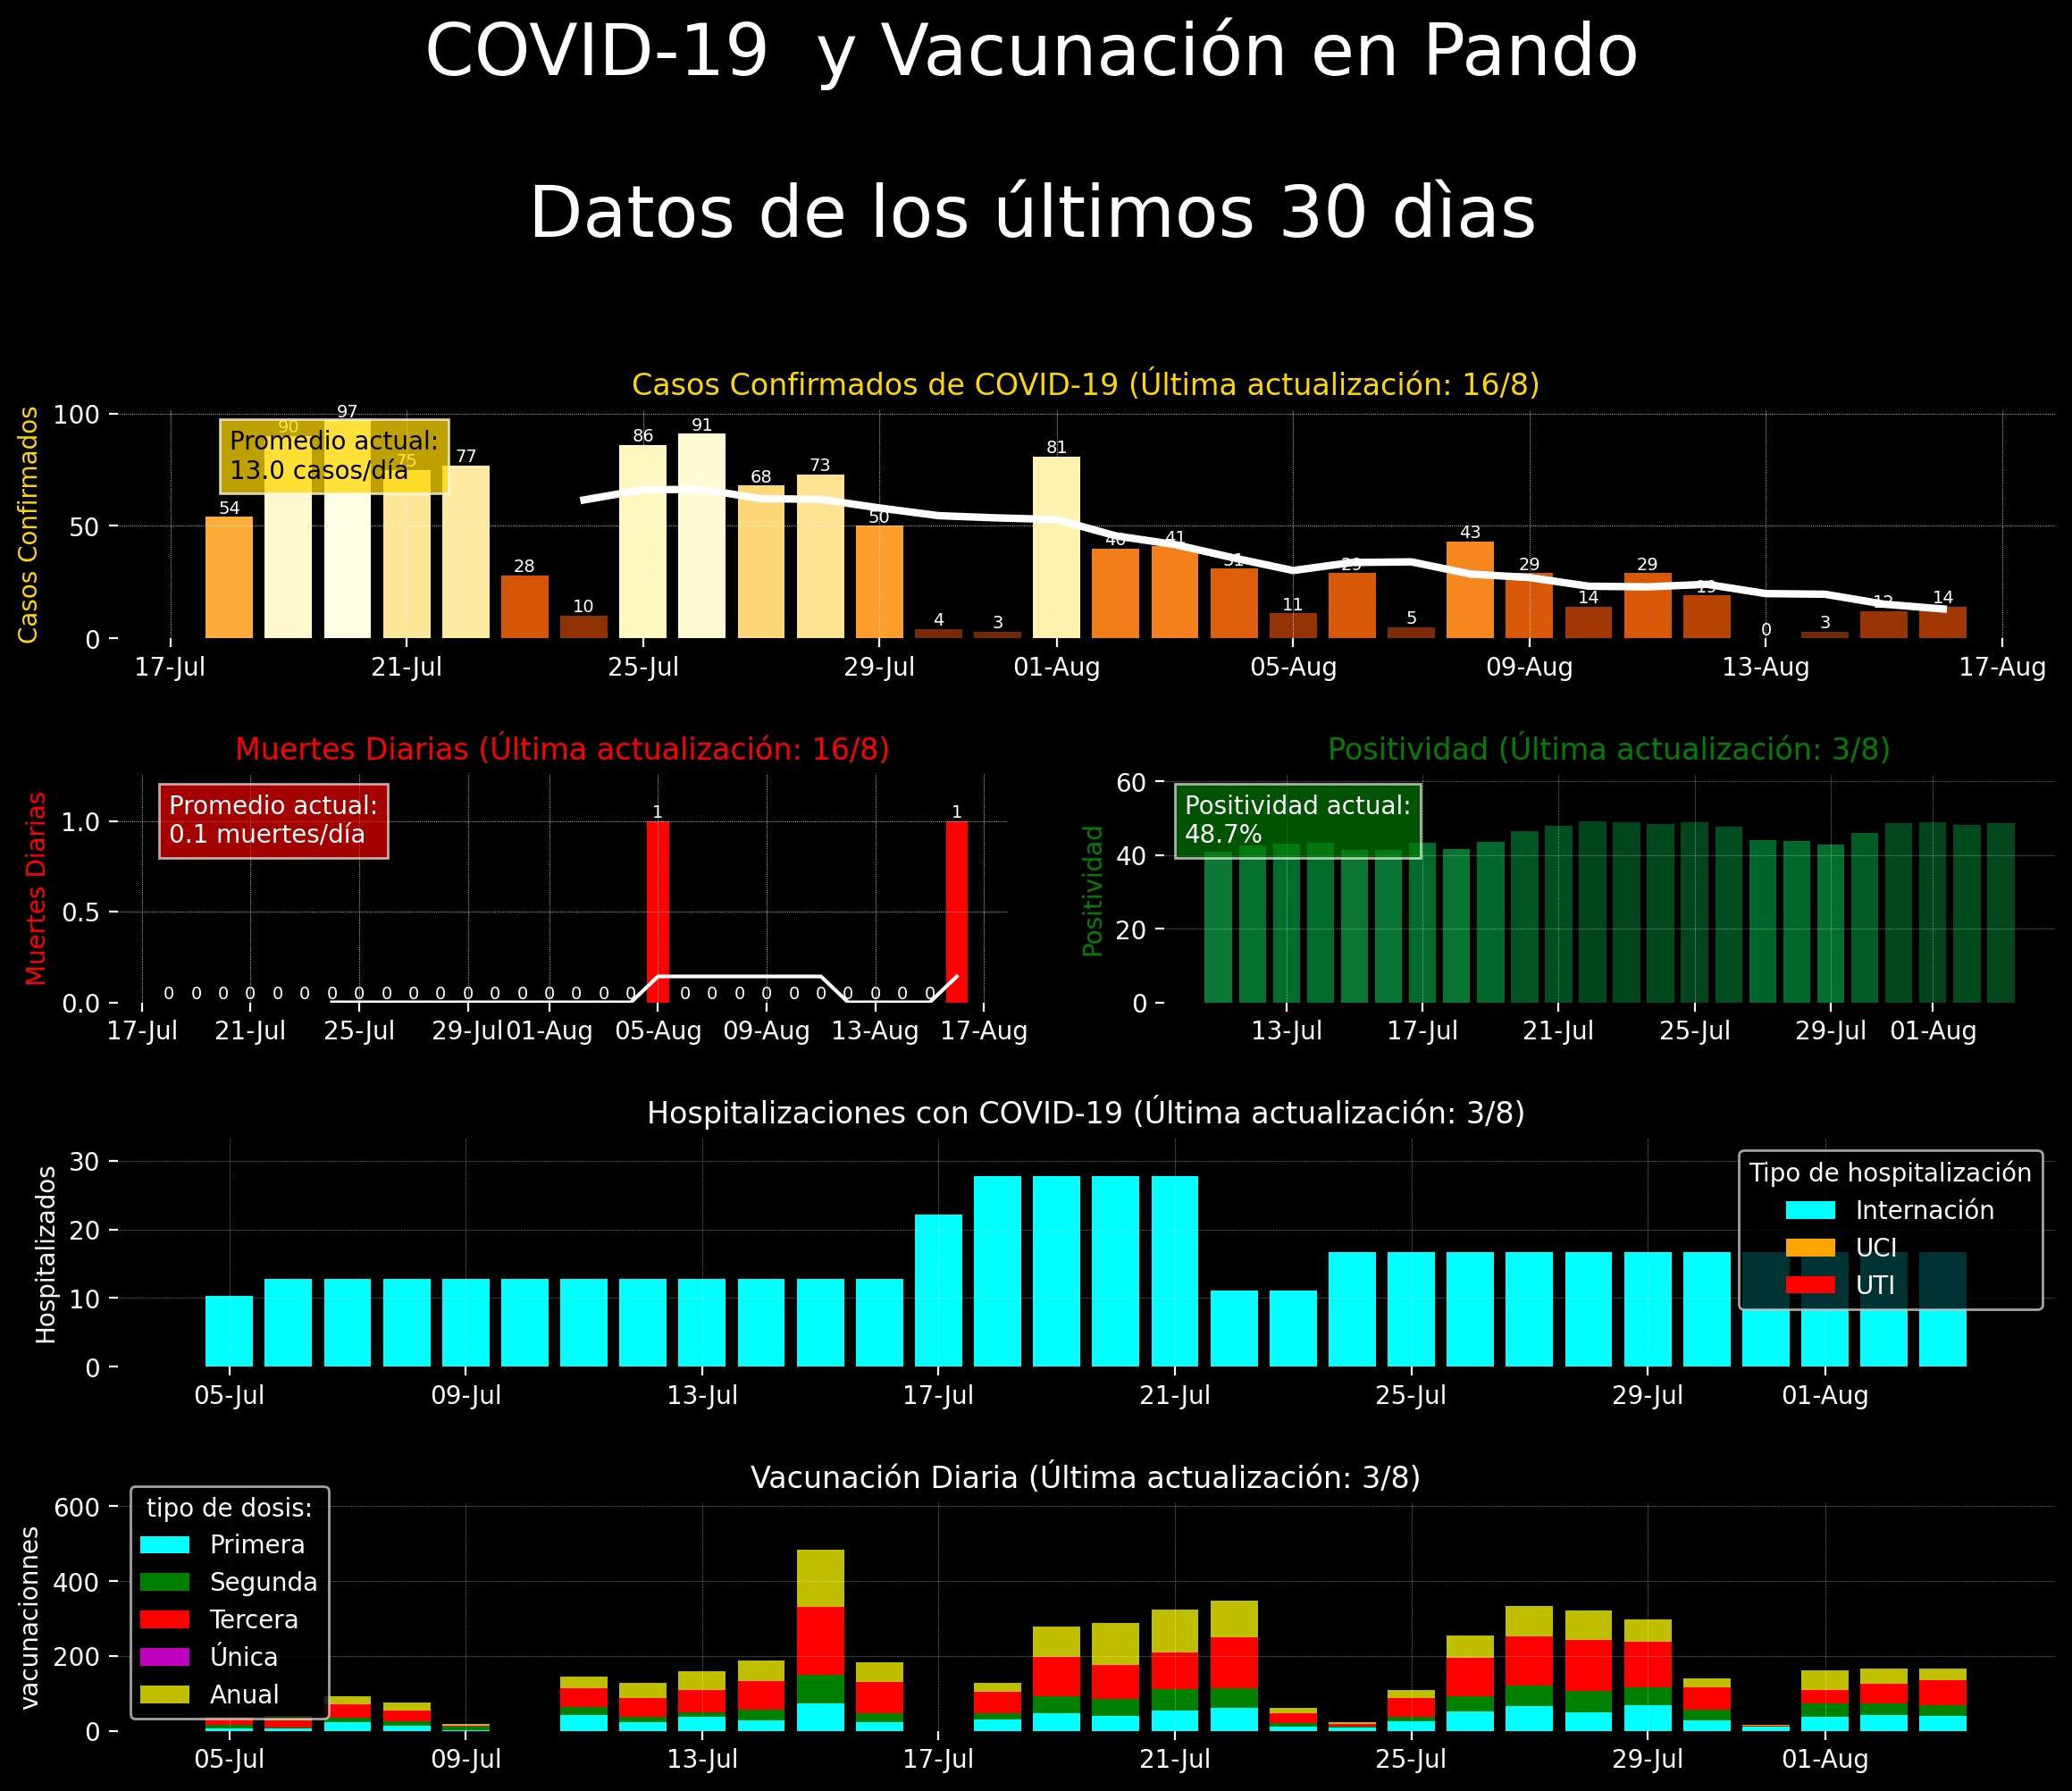 COVID-19  y Vacunación en Pando
Datos de los últimos 30 dìas
Casos Confirmados de COVID-19 (Última actualización: 16/8)
Casos Confirmados
100
50
0
Promedio actual:
13.0 casos/día
54
90
97
75
77
28
10
86
91
68
73
50
4
3
81
40
41
31
11
29
5
43
29
14
29
19
0
3
12
14
17-Jul 21-Jul 25-Jul 29-Jul 01-Aug 05-Aug 09-Aug 13-Aug 17-Aug
Muertes Diarias (Última actualización: 16/8)
Muertes Diarias
1.0
0.5
0.0
Promedio actual:
0.1 muertes/día
0 0 0 0 0 0 0 0 0 0 0 0 0 0 0 0 0 0 1 0 0 0 0 0 0 0 0 0 0 1
17-Jul 21-Jul 25-Jul 29-Jul 01-Aug 05-Aug 09-Aug 13-Aug 17-Aug
Positividad (Última actualización: 3/8)
Positividad
60
40
20
0
Positividad actual:
48.7%
13-Jul 17-Jul 21-Jul 25-Jul 29-Jul 01-Aug
Hospitalizaciones con COVID-19 (Última actualización: 3/8)
Hospitalizados
30
20
10
0
Tipo de hospitalización
Internación
UCI
UTI
05-Jul 09-Jul 13-Jul 17-Jul 21-Jul 25-Jul 29-Jul 01-Aug
Vacunación Diaria (Última actualización: 3/8)
vacunacionnes
600
400
200
0
tipo de dosis:
Primera
Segunda
Tercera
Única
Anual
05-Jul 09-Jul 13-Jul 17-Jul 21-Jul 25-Jul 29-Jul 01-Aug